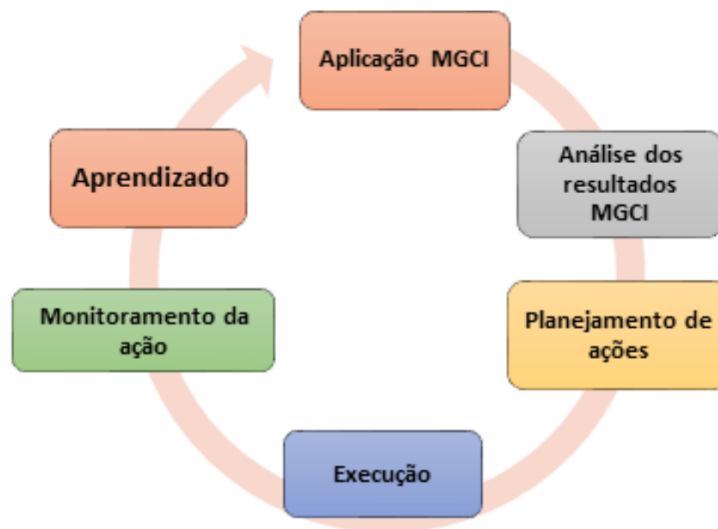 Aplicação MGCI
Análise dos
resultados
MGCI
Planejamento de
ações
Execução
Monitoramento da
ação
Aprendizado